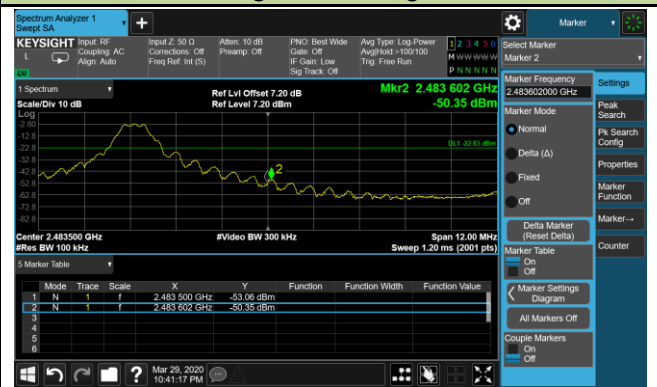 Spectrum Analyzer 1
Swept SA
+
Marker
KEYSIGHT
L
Input: RF
Coupling: AC
Align: Auto
Input Z: 50 Ω
Corrections: Off
Freq Ref: Int (S)
Atten: 10 dB
Preamp: Off
PNO: Best Wide
Gate: Off
IF Gain: Low
Sig Track: Off
Avg Type: Log-Power
Avg|Hold:>100/100
Trig: Free Run
1 2 3 4 5 6
M W W W W W
P N N N N N
Select Marker
Marker 2
1 Spectrum
Scale/Div 10 dB
Log
Ref Lvl Offset 7.20 dB
Ref Level 7.20 dBm
Mkr2 2.483 602 GHz
-50.35 dBm
-2.80
-12.8
-22.8
-32.8
-42.8
-52.8
-62.8
-72.8
-82.8
DL1 -22.83 dBm
2
Center 2.483500 GHz
#Res BW 100 kHz
#Video BW 300 kHz
Span 12.00 MHz
Sweep 1.20 ms (2001 pts)
5 Marker Table
Mode Trace Scale X Y Function Function Width Function Value
1 N 1 f 2.483 500 GHz -53.06 dBm
2 N 1 f 2.483 602 GHz -50.35 dBm
3
4
5
6
Marker Frequency
2.483602000 GHz
Marker Mode
Normal
Delta (Δ)
Fixed
Off
Delta Marker
(Reset Delta)
Marker Table
On
Off
Marker Settings
Diagram
All Markers Off
Couple Markers
On
Off
Settings
Peak
Search
Pk Search
Config
Properties
Marker
Function
Marker→
Counter
?
Mar 29, 2020
10:41:17 PM